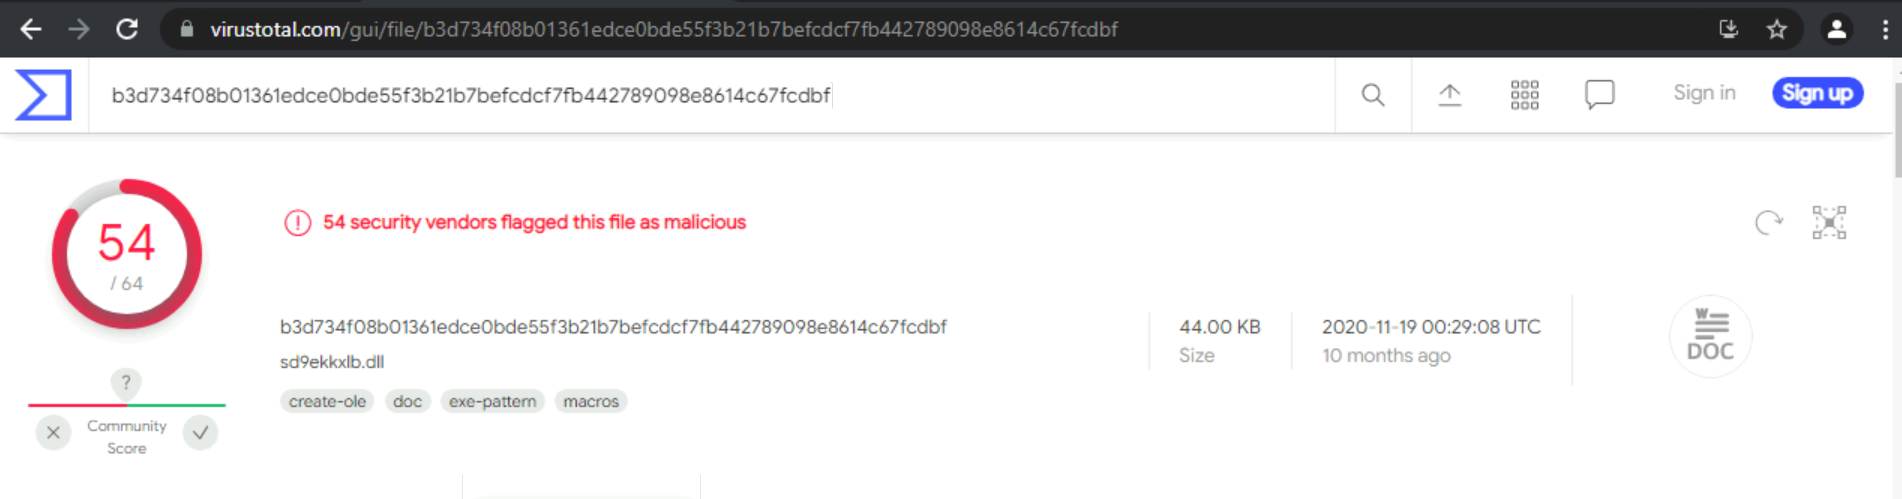 virustotal.com/gui/file/b3d734f08b01361edce0bde55f3b21b7befcdcf7fb442789098e8614c67fcdbf
b3d734f08b01361edce0bde55f3b21b7befcdcf7fb442789098e8614c67fcdbf
Sign in
Sign up
54
/ 64
54 security vendors flagged this file as malicious
b3d734f08b01361edce0bde55f3b21b7befcdcf7fb442789098e8614c67fcdbf
sd9ekkxlb.dll
create-ole doc exe-pattern macros
44.00 KB
Size
2020-11-19 00:29:08 UTC
10 months ago
W
DOC
?
Community
Score